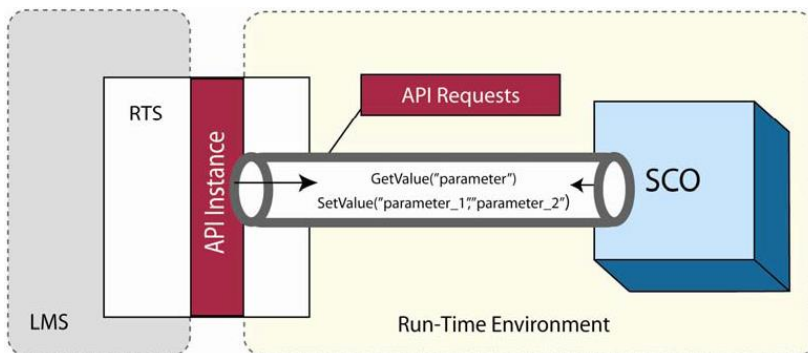 RTS
API Instance
API Requests
GetValue("parameter")
SetValue("parameter_1","parameter_2")
SCO
LMS
Run-Time Environment